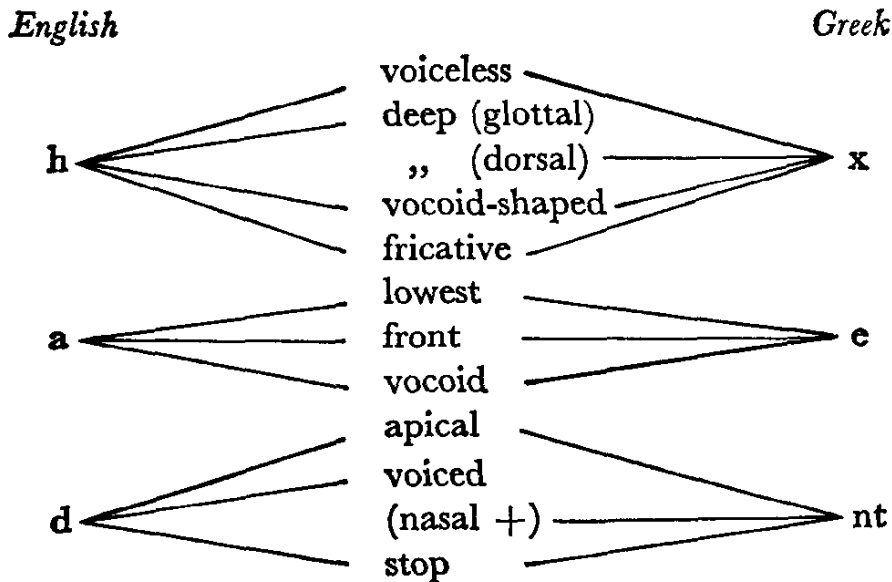 English Greek
voiceless
deep (glottal)
h ,, (dorsal) x
vocoid-shaped
fricative
lowest
a front e
vocoid
apical
voiced
d (nasal +) nt
stop